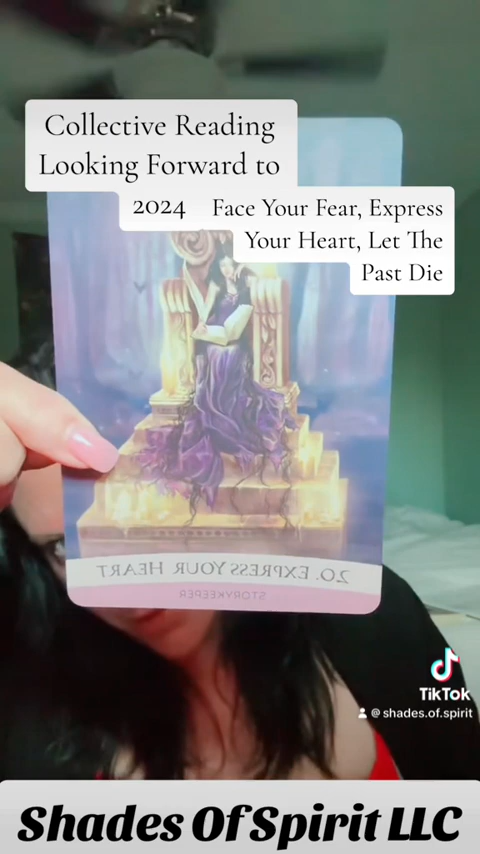 Collective Reading
Looking Forward to
2024
Face Your Fear, Express
Your Heart, Let The
Past Die
20. EXPRESS YOUR HEART
STORYKEEPER
TikTok
@ shades.of.spirit
Shades Of Spirit LLC